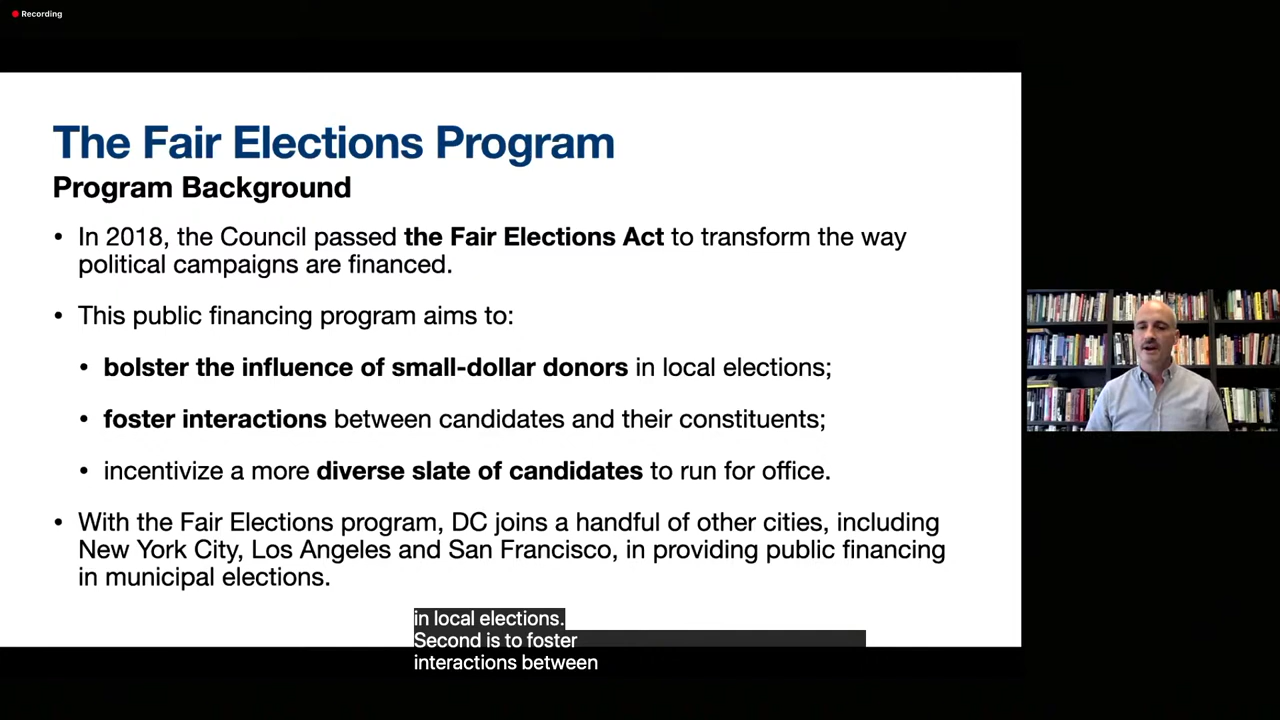 Recording
The Fair Elections Program
Program Background
• In 2018, the Council passed the Fair Elections Act to transform the way
political campaigns are financed.
• This public financing program aims to:
• bolster the influence of small-dollar donors in local elections;
• foster interactions between candidates and their constituents;
• incentivize a more diverse slate of candidates to run for office.
• With the Fair Elections program, DC joins a handful of other cities, including
New York City, Los Angeles and San Francisco, in providing public financing
in municipal elections.
in local elections.
Second is to foster
interactions between